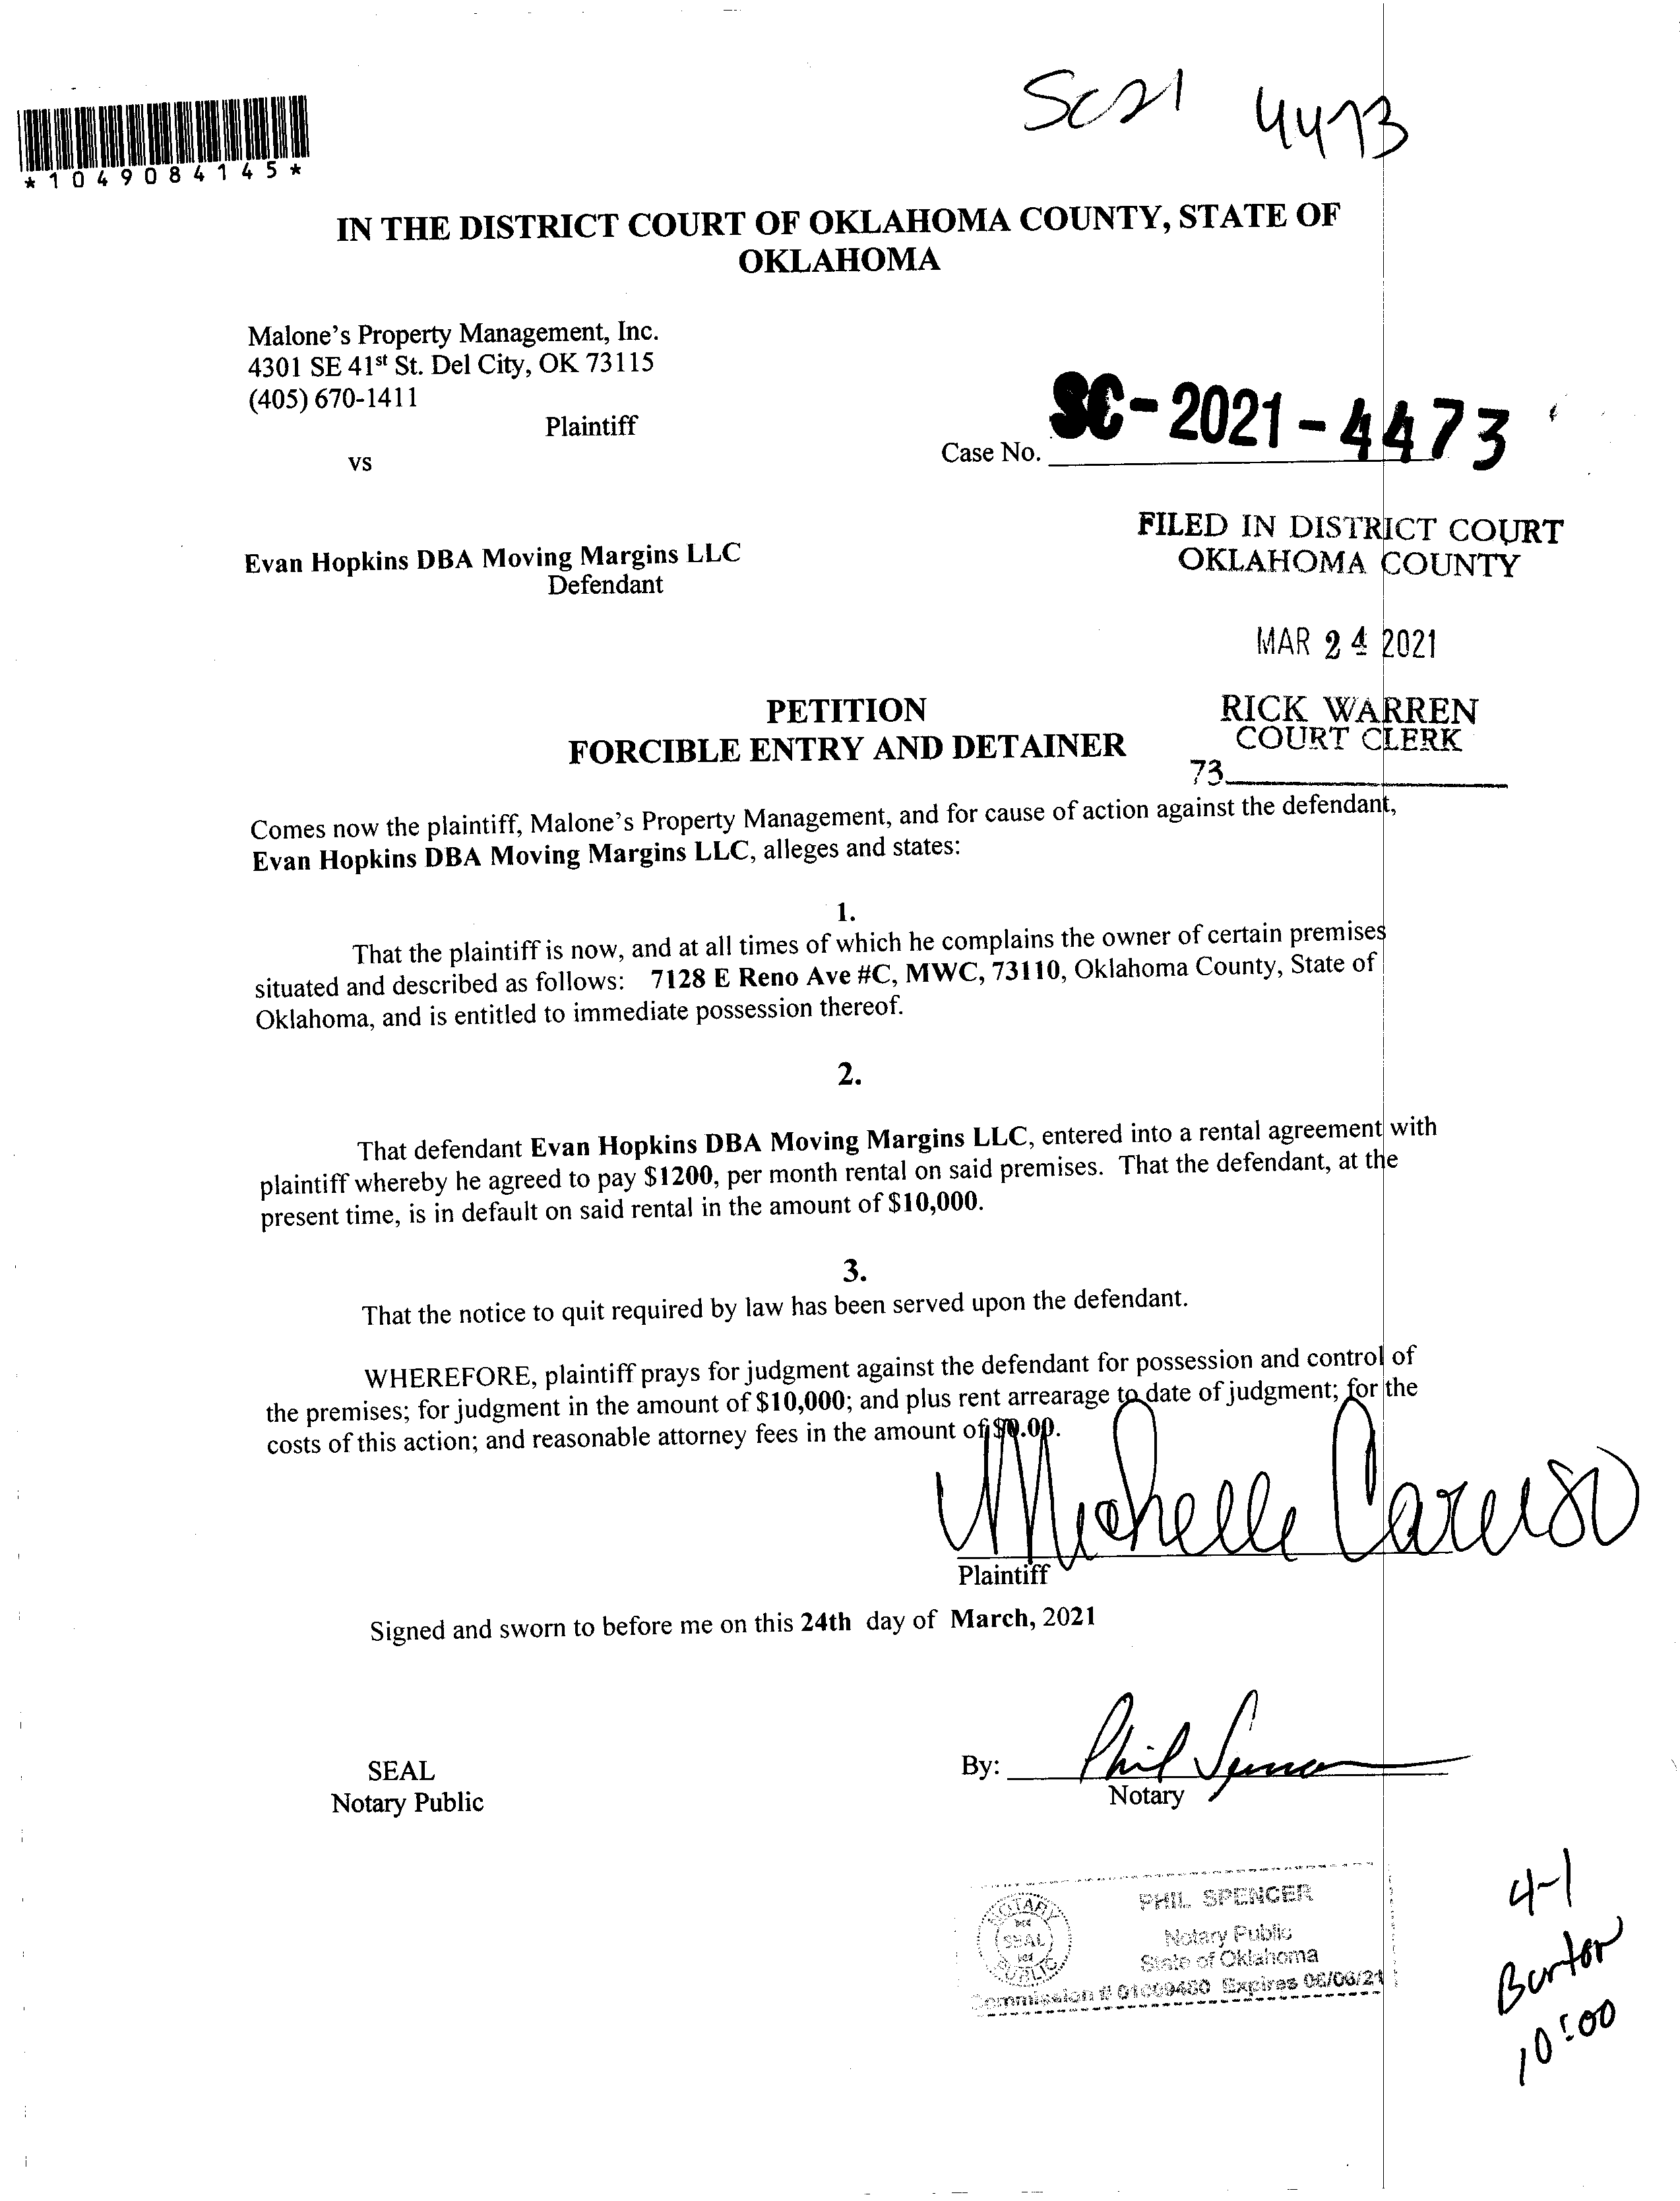 SC21 4473
*1049084145*
IN THE DISTRICT COURT OF OKLAHOMA COUNTY, STATE OF
OKLAHOMA
Malone's Property Management, Inc.
4301 SE 41st St. Del City, OK 73115
(405) 670-1411
Plaintiff
vs
Case No. SC-2021-4473
FILED IN DISTRICT COURT
OKLAHOMA COUNTY
Evan Hopkins DBA Moving Margins LLC
Defendant
MAR 24 2021
RICK WARREN
COURT CLERK
73
PETITION
FORCIBLE ENTRY AND DETAINER
Comes now the plaintiff, Malone's Property Management, and for cause of action against the defendant,
Evan Hopkins DBA Moving Margins LLC, alleges and states:
1.
That the plaintiff is now, and at all times of which he complains the owner of certain premises
situated and described as follows: 7128 E Reno Ave #C, MWC, 73110, Oklahoma County, State of
Oklahoma, and is entitled to immediate possession thereof.
2.
That defendant Evan Hopkins DBA Moving Margins LLC, entered into a rental agreement with
plaintiff whereby he agreed to pay $1200, per month rental on said premises. That the defendant, at the
present time, is in default on said rental in the amount of $10,000.
3.
That the notice to quit required by law has been served upon the defendant.
WHEREFORE, plaintiff prays for judgment against the defendant for possession and control of
the premises; for judgment in the amount of $10,000; and plus rent arrearage to date of judgment; for the
costs of this action; and reasonable attorney fees in the amount of $0.00.
Michelle Caruso
Plaintiff
Signed and sworn to before me on this 24th day of March, 2021
SEAL
Notary Public
By: Phil Spencer
Notary
NOTARY
SEAL
PUBLIC
PHIL SPENCER
Notary Public
State of Oklahoma
Commission # 01009480 Expires 06/06/21
4-1
Burton
10:00